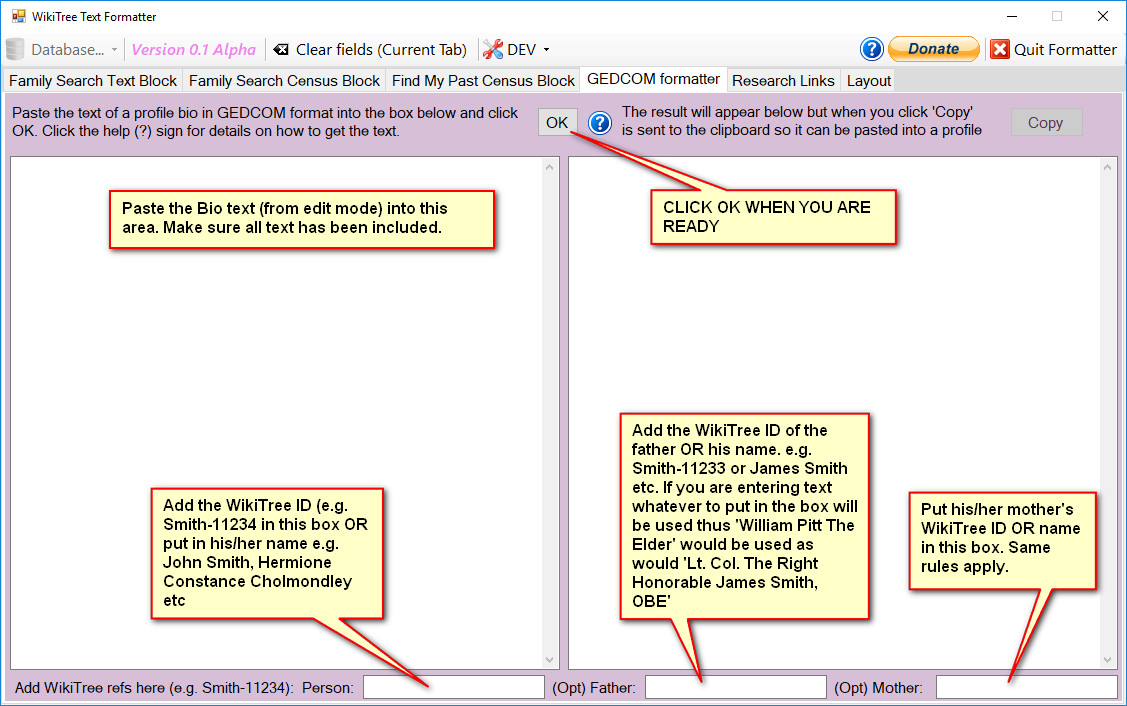 WikiTree Text Formatter
Database... Version 0.1 Alpha Clear fields (Current Tab) DEV ? Donate Quit Formatter
Family Search Text Block Family Search Census Block Find My Past Census Block GEDCOM formatter Research Links Layout
Paste the text of a profile bio in GEDCOM format into the box below and click
OK. Click the help (?) sign for details on how to get the text.
OK
?
The result will appear below but when you click 'Copy'
is sent to the clipboard so it can be pasted into a profile
Copy
Paste the Bio text (from edit mode) into this
area. Make sure all text has been included.
CLICK OK WHEN YOU ARE
READY
Add the WikiTree ID (e.g.
Smith-11234 in this box OR
put in his/her name e.g.
John Smith, Hermione
Constance Cholmondley
etc
Add the WikiTree ID of the
father OR his name. e.g.
Smith-11233 or James Smith
etc. If you are entering text
whatever to put in the box will
be used thus 'William Pitt The
Elder' would be used as
would 'Lt. Col. The Right
Honorable James Smith,
OBE'
Put his/her mother's
WikiTree ID OR name
in this box. Same
rules apply.
Add WikiTree refs here (e.g. Smith-11234): Person: (Opt) Father: (Opt) Mother: